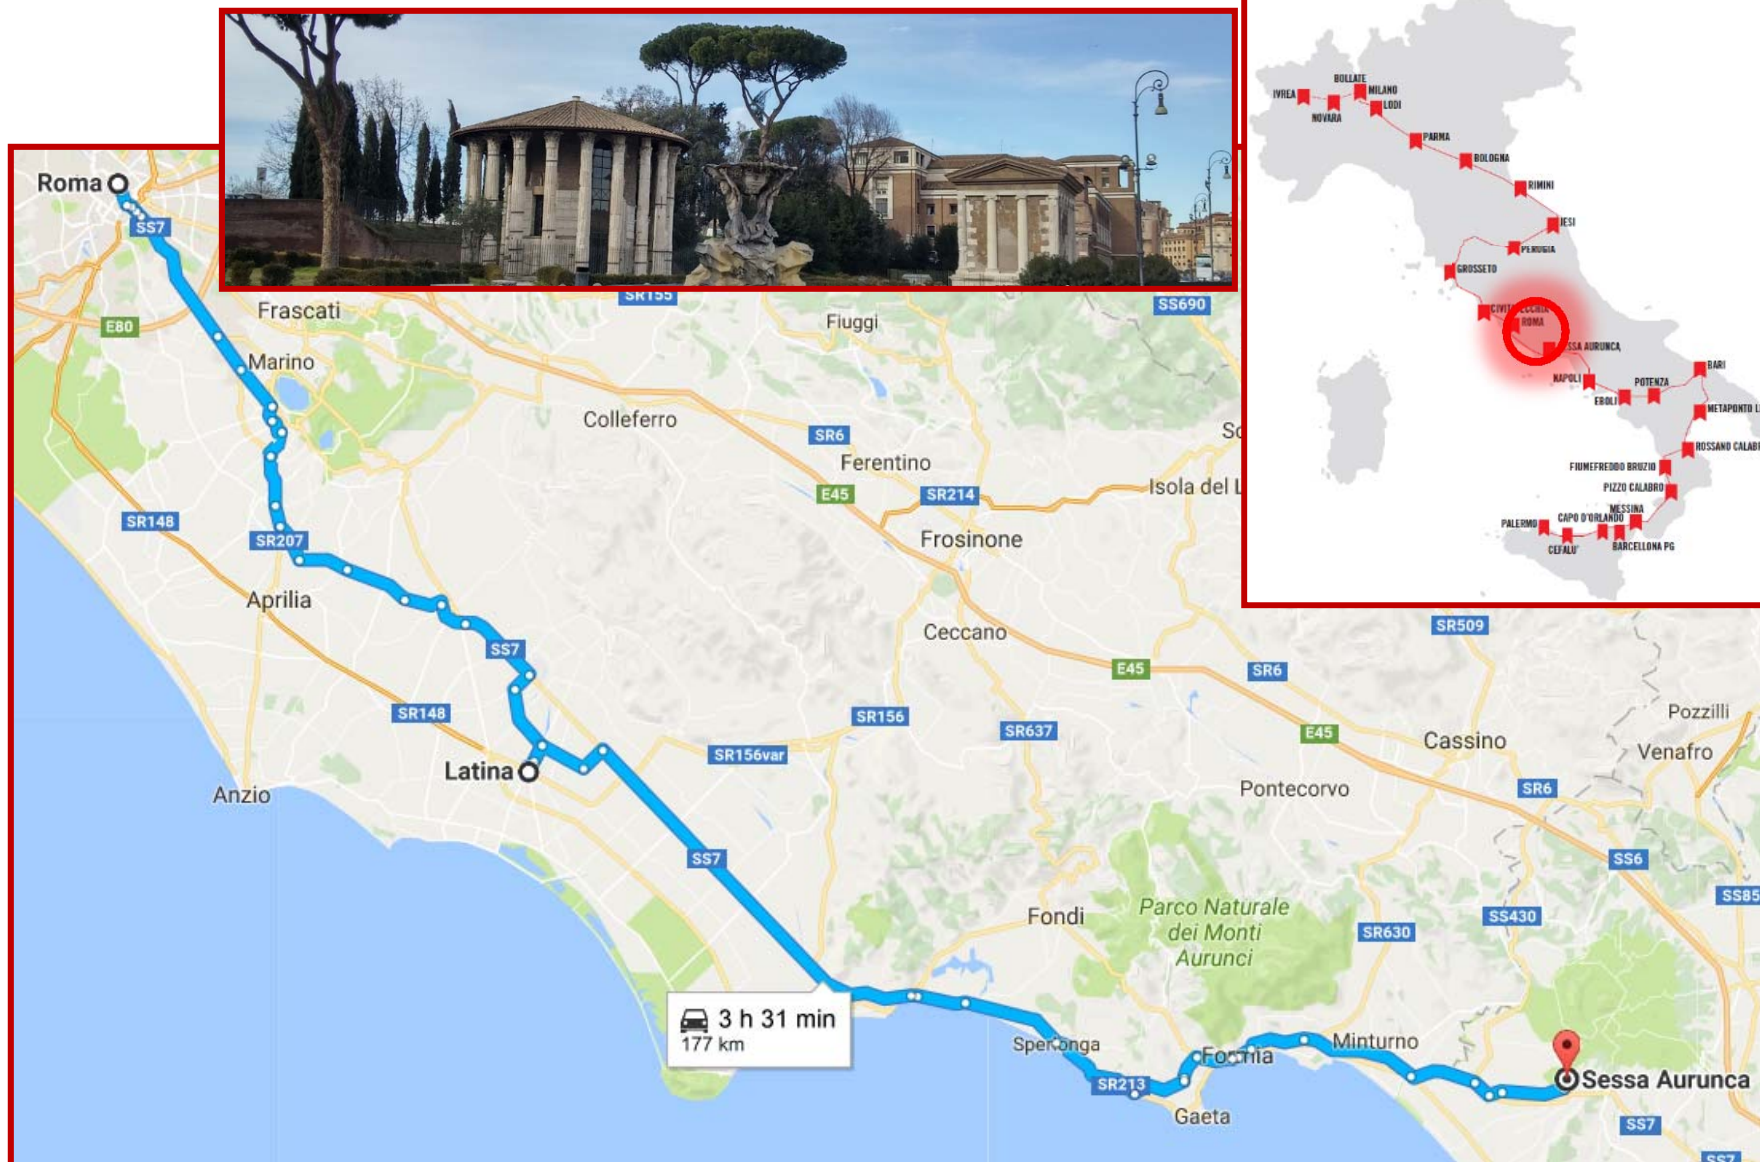 Roma
SS7
E80
Frascati
Marino
SR155
Fiuggi
SS690
Colleferro
SR6
Ferentino
E45
SR214
Isola del L
SR148
SR207
Frosinone
Aprilia
Ceccano
SS7
E45
SR6
SR509
SR148
SR156
SR637
SR156var
E45
Cassino
Pozzilli
Venafro
Latina
Anzio
Pontecorvo
SR6
SS7
SS6
SS85
Fondi
Parco Naturale
dei Monti
Aurunci
SR630
SS430
3 h 31 min
177 km
Minturno
SR213
Gaeta
Sessa Aurunca
SS7
SS7
BOLLATE
IVREA
MILANO
NOVARA
LODI
PARMA
BOLOGNA
RIMINI
IESI
PERUGIA
GROSSETO
ROMA
SSA AURUNCA
NAPOLI
POTENZA
BARI
EBOLI
METAPONTO L
ROSSANO CALABR
FIUMEFREDDO BRUZIO
PIZZO CALABRO
MESSINA
PALERMO
CAPO D'ORLANDO
CEFALU'
BARCELLONA PG